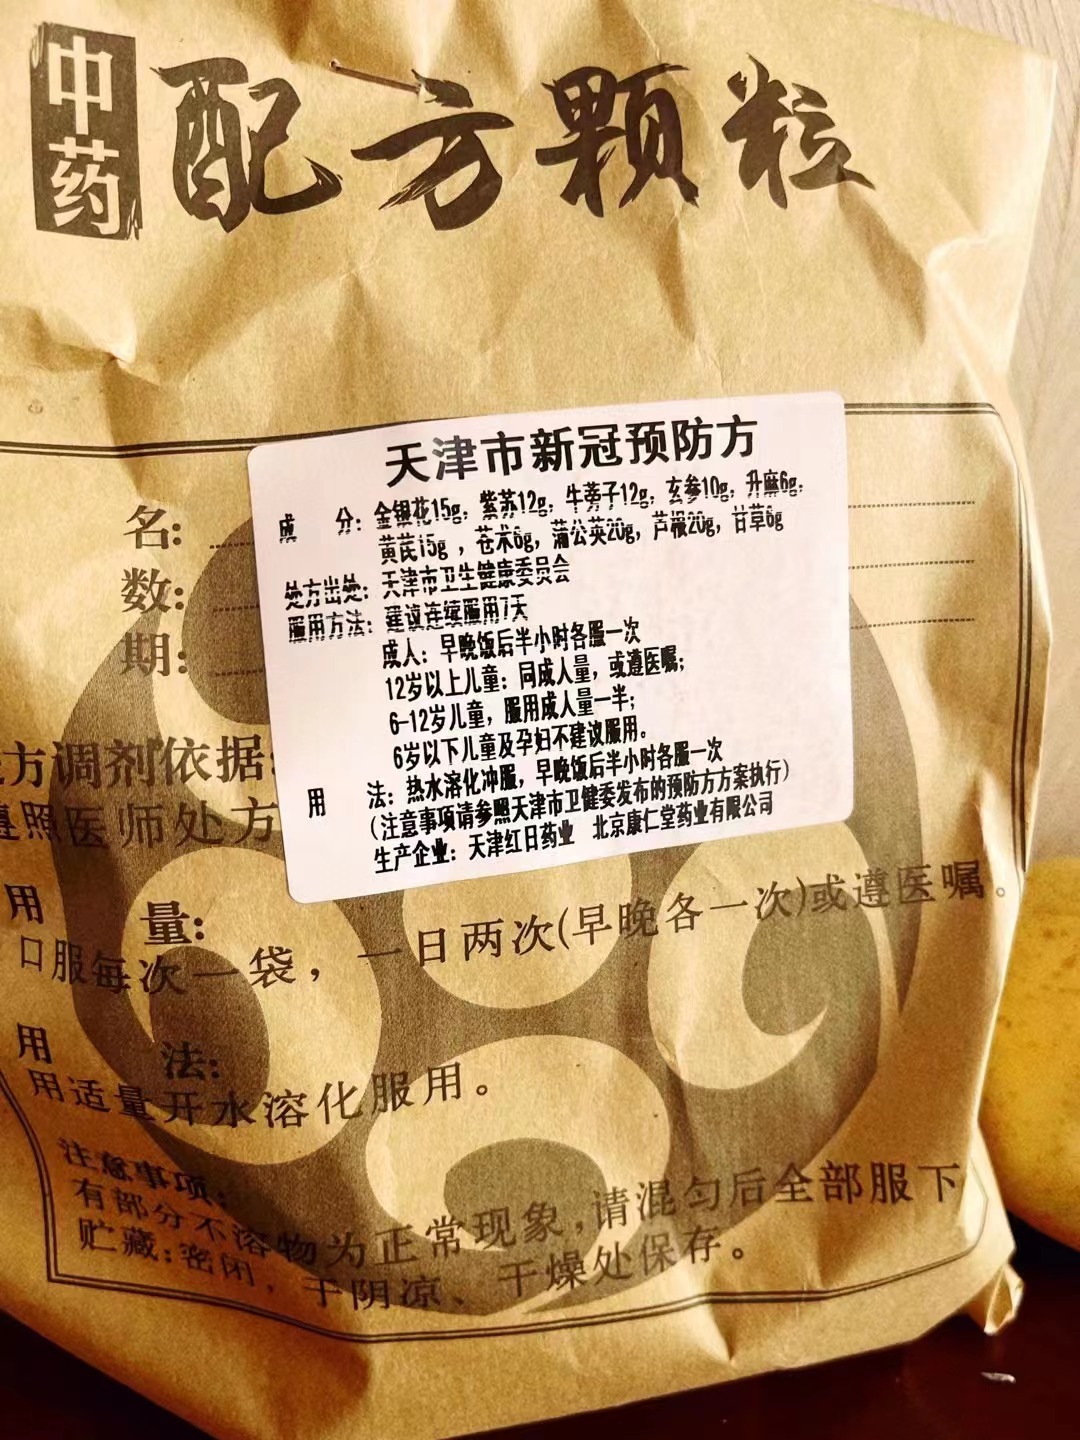 中药
配方颗粒
天津市新冠预防方
成 分：金银花15g，紫苏12g，牛蒡子12g，玄参10g，升麻6g，
黄芪15g，苍术6g，蒲公英20g，芦根20g，甘草6g
处方出处：天津市卫生健康委员会
服用方法：建议连续服用7天
成人：早晚饭后半小时各服一次
12岁以上儿童：同成人量，或遵医嘱；
6-12岁儿童，服用成人量一半；
6岁以下儿童及孕妇不建议服用。
用 法：热水溶化冲服，早晚饭后半小时各服一次
（注意事项请参照天津市卫健委发布的预防方方案执行）
生产企业：天津红日药业 北京康仁堂药业有限公司
名：
数：
期：
方调剂依据：
遵照医师处方
用 量：
口服每次一袋，一日两次(早晚各一次)或遵医嘱。
用 法：
用适量开水溶化服用。
注意事项：
有部分不溶物为正常现象，请混匀后全部服下
贮藏：密闭，于阴凉、干燥处保存。